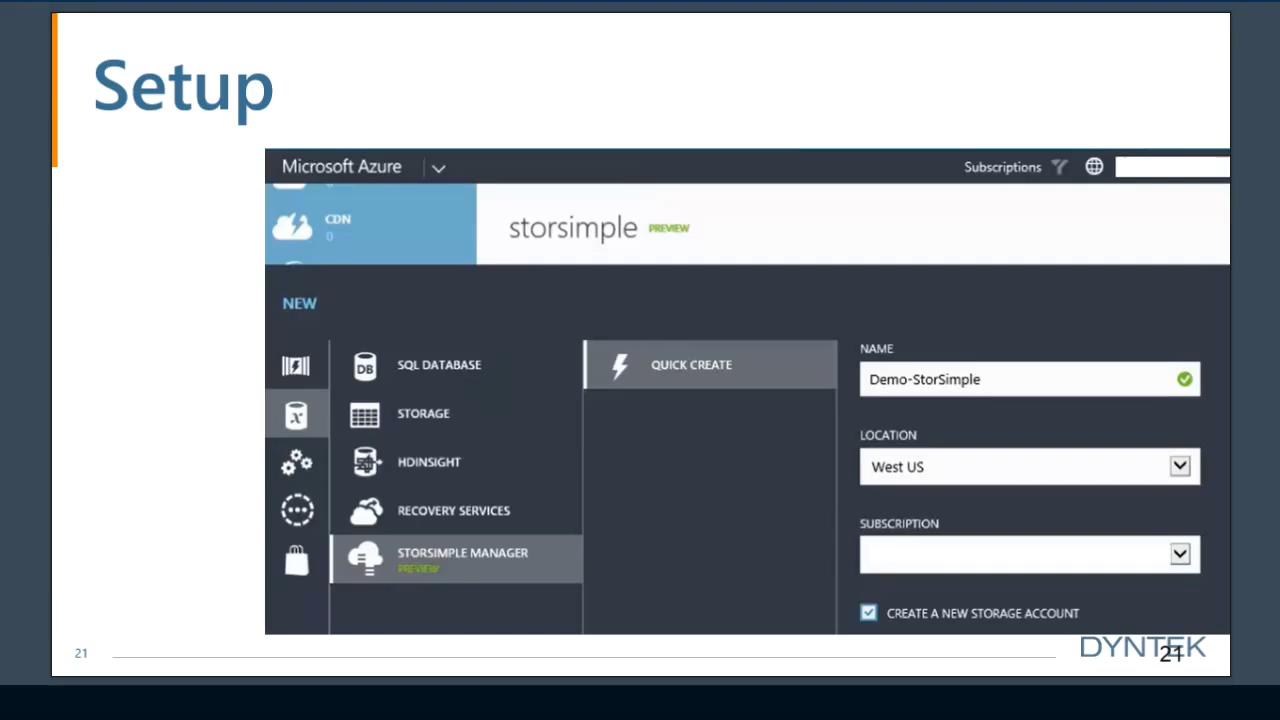 Setup
Microsoft Azure
Subscriptions
CDN
0
storsimple PREVIEW
NEW
SQL DATABASE
STORAGE
HDINSIGHT
RECOVERY SERVICES
STORSIMPLE MANAGER
PREVIEW
QUICK CREATE
NAME
Demo-StorSimple
LOCATION
West US
SUBSCRIPTION
CREATE A NEW STORAGE ACCOUNT
21
DYNTEK
21